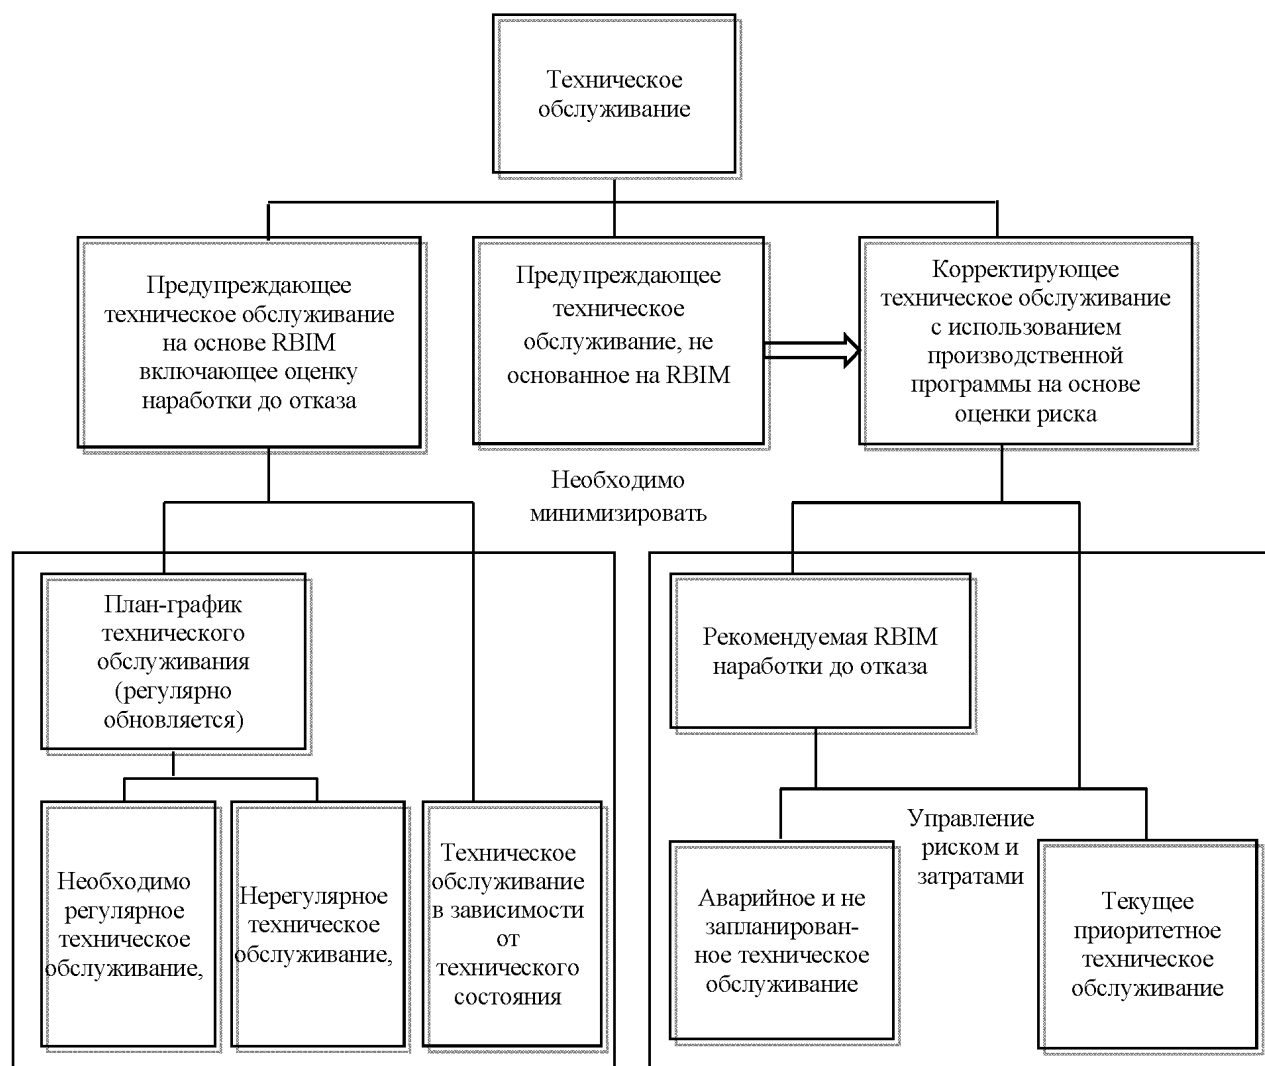 Техническое
обслуживание
Предупреждающее
техническое обслуживание
на основе RBIM
включающее оценку
наработки до отказа
Предупреждающее
техническое
обслуживание, не
основанное на RBIM
Корректирующее
техническое обслуживание
с использованием
производственной
программы на основе
оценки риска
Необходимо
минимизировать
План-график
технического
обслуживания
(регулярно
обновляется)
Рекомендуемая RBIM
наработки до отказа
Необходимо
регулярное
техническое
обслуживание,
Нерегулярное
техническое
обслуживание,
Техническое
обслуживание
в зависимости
от
технического
состояния
Управление
риском и
затратами
Аварийное и не
запланирован-
ное техническое
обслуживание
Текущее
приоритетное
техническое
обслуживание